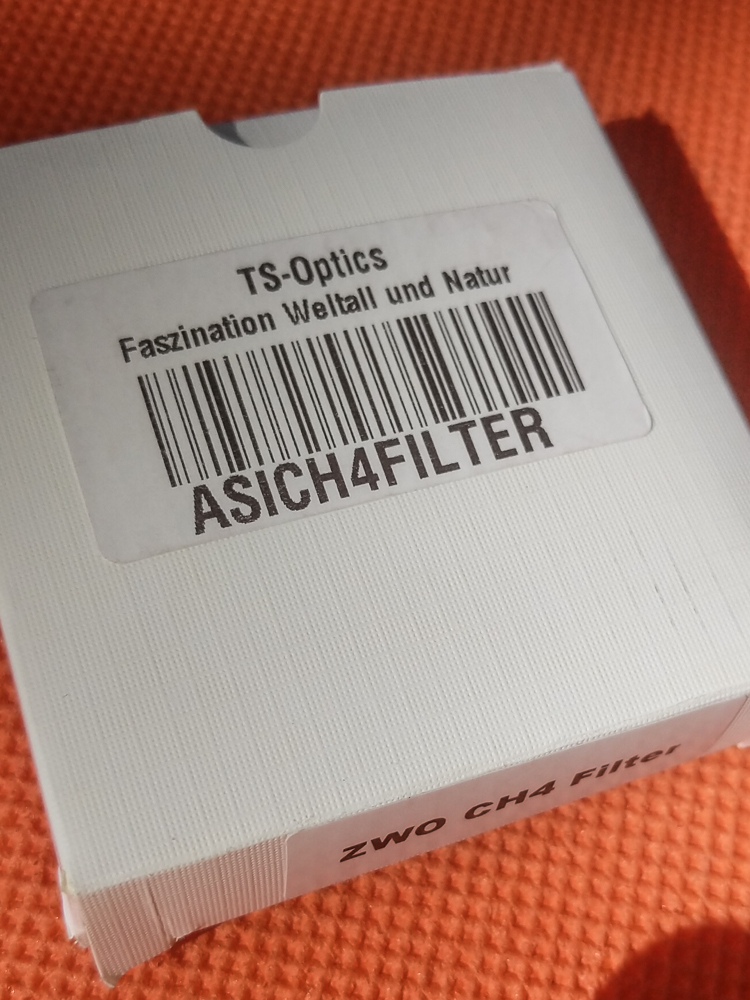 TS-Optics
Faszination Weltall und Natur
ASICH4FILTER
ZWO CH4 Filter